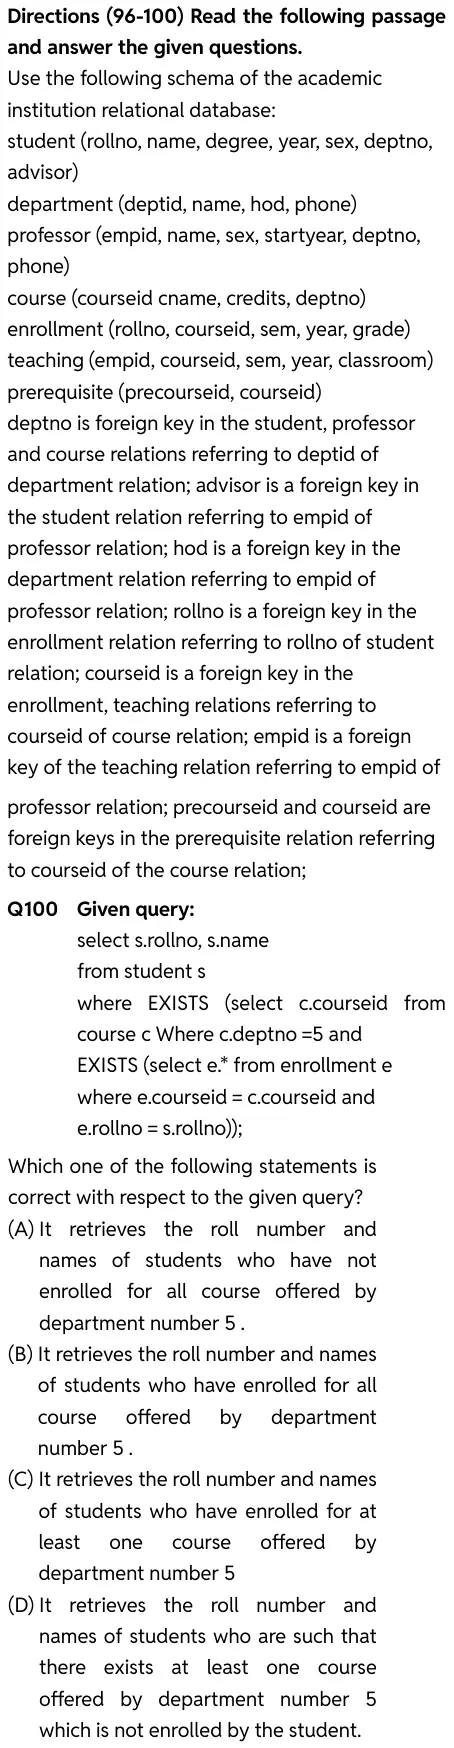 Directions (96-100) Read the following passage
and answer the given questions.
Use the following schema of the academic
institution relational database:
student (rollno, name, degree, year, sex, deptno,
advisor)
department (deptid, name, hod, phone)
professor (empid, name, sex, startyear, deptno,
phone)
course (courseid cname, credits, deptno)
enrollment (rollno, courseid, sem, year, grade)
teaching (empid, courseid, sem, year, classroom)
prerequisite (precourseid, courseid)
deptno is foreign key in the student, professor
and course relations referring to deptid of
department relation; advisor is a foreign key in
the student relation referring to empid of
professor relation; hod is a foreign key in the
department relation referring to empid of
professor relation; rollno is a foreign key in the
enrollment relation referring to rollno of student
relation; courseid is a foreign key in the
enrollment, teaching relations referring to
courseid of course relation; empid is a foreign
key of the teaching relation referring to empid of
professor relation; precourseid and courseid are
foreign keys in the prerequisite relation referring
to courseid of the course relation;
Q100 Given query:
select s.rollno, s.name
from student s
where EXISTS (select c.courseid from
course c Where c.deptno =5 and
EXISTS (select e.* from enrollment e
where e.courseid = c.courseid and
e.rollno = s.rollno));
Which one of the following statements is
correct with respect to the given query?
(A) It retrieves the roll number and
names of students who have not
enrolled for all course offered by
department number 5 .
(B) It retrieves the roll number and names
of students who have enrolled for all
course offered by department
number 5 .
(C) It retrieves the roll number and names
of students who have enrolled for at
least one course offered by
department number 5
(D) It retrieves the roll number and
names of students who are such that
there exists at least one course
offered by department number 5
which is not enrolled by the student.